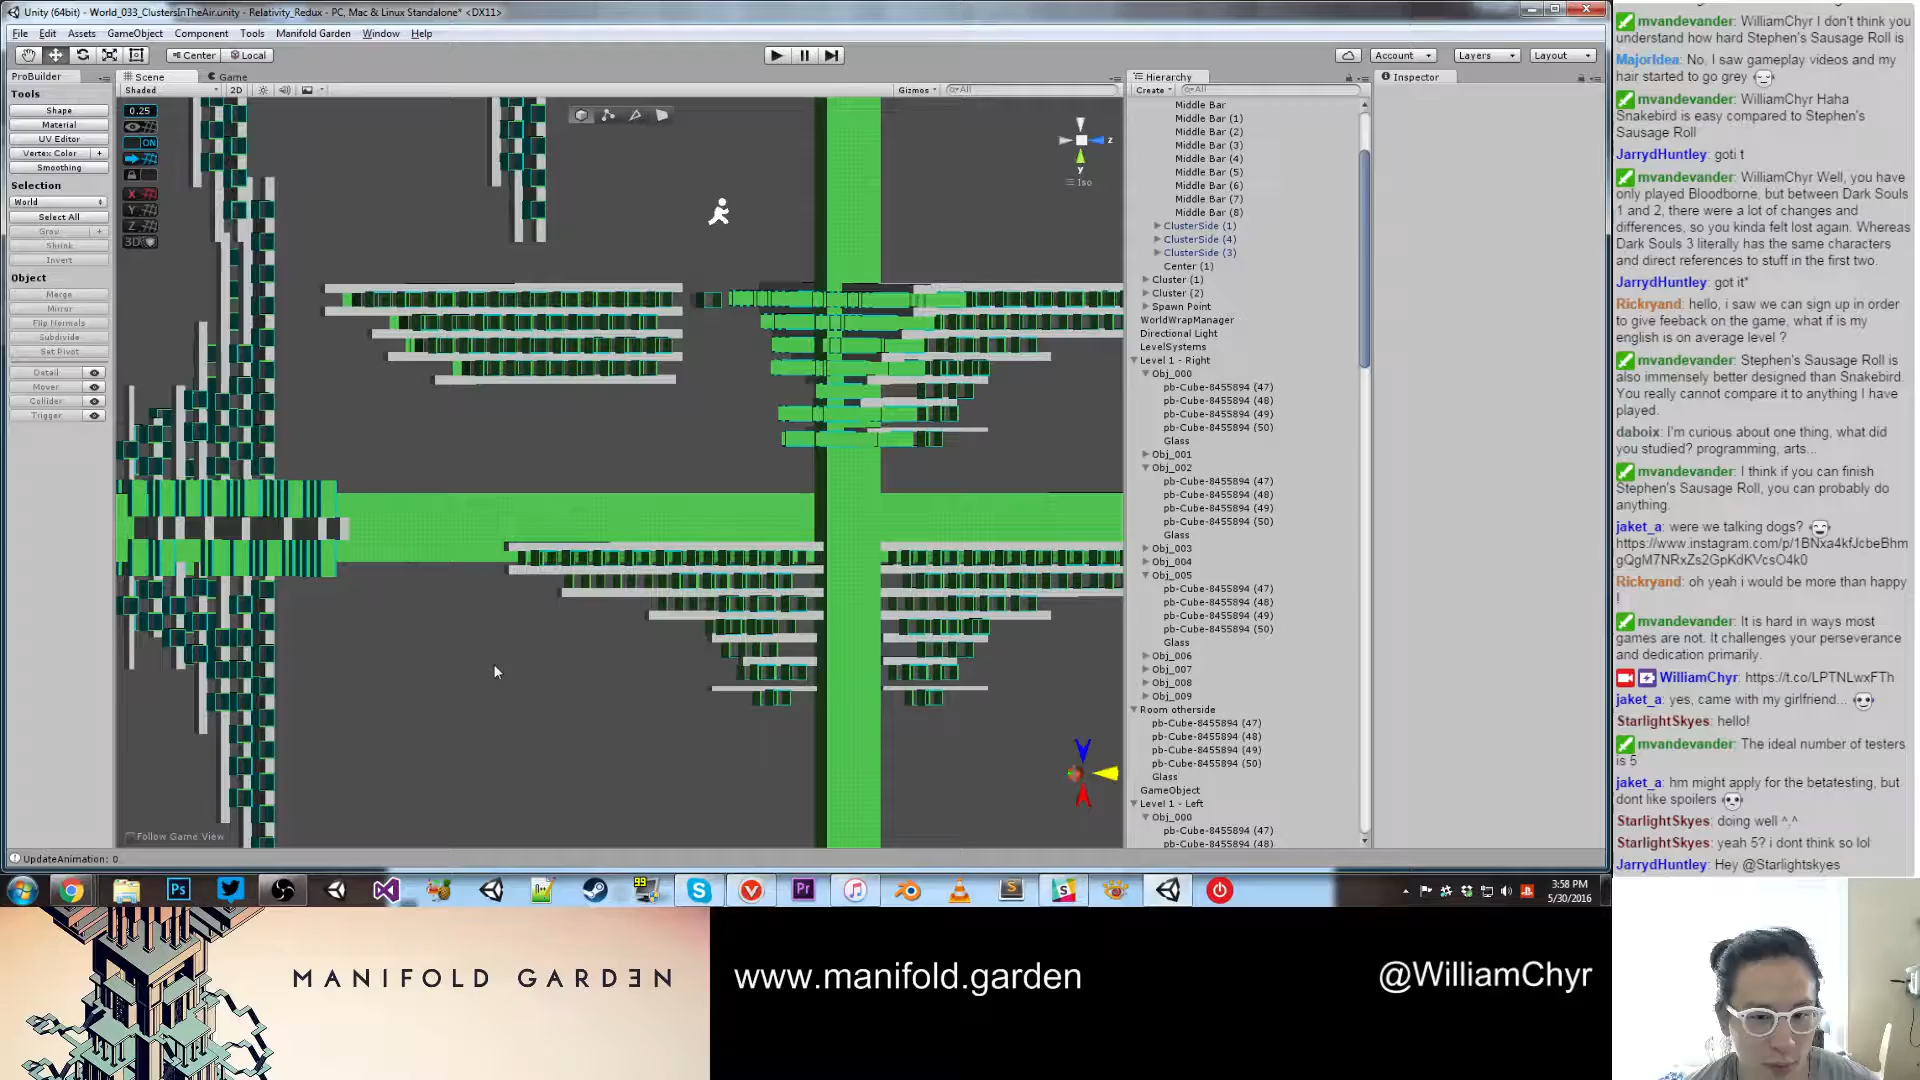 Unity (64bit) - World_033_ClustersInTheAir.unity - Relativity_Redux - PC, Mac & Linux Standalone* <DX11>
File Edit Assets GameObject Component Tools Manifold Garden Window Help
Center Local Account Layers Layout
ProBuilder
Scene Game
Shaded 2D Gizmos All
Tools
Shape
Material
UV Editor
Vertex Color +
Smoothing
Selection
World
Select All
Grow +
Shrink
Invert
Object
Merge
Mirror
Flip Normals
Subdivide
Set Pivot
Detail
Mover
Collider
Trigger
0.25
ON
X
Y
Z
3D
z
y
Iso
Follow Game View
UpdateAnimation: 0
Hierarchy
Create All
Middle Bar
Middle Bar (1)
Middle Bar (2)
Middle Bar (3)
Middle Bar (4)
Middle Bar (5)
Middle Bar (6)
Middle Bar (7)
Middle Bar (8)
ClusterSide (1)
ClusterSide (4)
ClusterSide (3)
Center (1)
Cluster (1)
Cluster (2)
Spawn Point
WorldWrapManager
Directional Light
LevelSystems
Level 1 - Right
Obj_000
pb-Cube-8455894 (47)
pb-Cube-8455894 (48)
pb-Cube-8455894 (49)
pb-Cube-8455894 (50)
Glass
Obj_001
Obj_002
pb-Cube-8455894 (47)
pb-Cube-8455894 (48)
pb-Cube-8455894 (49)
pb-Cube-8455894 (50)
Glass
Obj_003
Obj_004
Obj_005
pb-Cube-8455894 (47)
pb-Cube-8455894 (48)
pb-Cube-8455894 (49)
pb-Cube-8455894 (50)
Glass
Obj_006
Obj_007
Obj_008
Obj_009
Room otherside
pb-Cube-8455894 (47)
pb-Cube-8455894 (48)
pb-Cube-8455894 (49)
pb-Cube-8455894 (50)
Glass
GameObject
Level 1 - Left
Obj_000
pb-Cube-8455894 (47)
pb-Cube-8455894 (48)
Inspector
mvandevander: WilliamChyr I don't think you
understand how hard Stephen's Sausage Roll is
MajorIdea: No, I saw gameplay videos and my
hair started to go grey
mvandevander: WilliamChyr Haha
Snakebird is easy compared to Stephen's
Sausage Roll
JarrydHuntley: goti t
mvandevander: WilliamChyr Well, you have
only played Bloodborne, but between Dark Souls
1 and 2, there were a lot of changes and
differences, so you kinda felt lost again. Whereas
Dark Souls 3 literally has the same characters
and direct references to stuff in the first two.
JarrydHuntley: got it*
Rickryand: hello, i saw we can sign up in order
to give feeback on the game, what if is my
english is on average level ?
mvandevander: Stephen's Sausage Roll is
also immensely better designed than Snakebird.
You really cannot compare it to anything I have
played.
daboix: I'm curious about one thing, what did
you studied? programming, arts...
mvandevander: I think if you can finish
Stephen's Sausage Roll, you can probably do
anything.
jaket_a: were we talking dogs?
https://www.instagram.com/p/1BNxa4kfJcbeBhm
gQgM7NRxZs2GpKdKVcsO4k0
Rickryand: oh yeah i would be more than happy
!
mvandevander: It is hard in ways most
games are not. It challenges your perseverance
and dedication primarily.
WilliamChyr: https://t.co/LPTNLwxFTh
jaket_a: yes, came with my girlfriend...
StarlightSkyes: hello!
mvandevander: The ideal number of testers
is 5
jaket_a: hm might apply for the betatesting, but
dont like spoilers
StarlightSkyes: doing well ^.^
StarlightSkyes: yeah 5? i dont think so lol
JarrydHuntley: Hey @Starlightskyes
Ps
99
Pr
S
3:58 PM
5/30/2016
MANIFOLD GARDEN
www.manifold.garden
@WilliamChyr